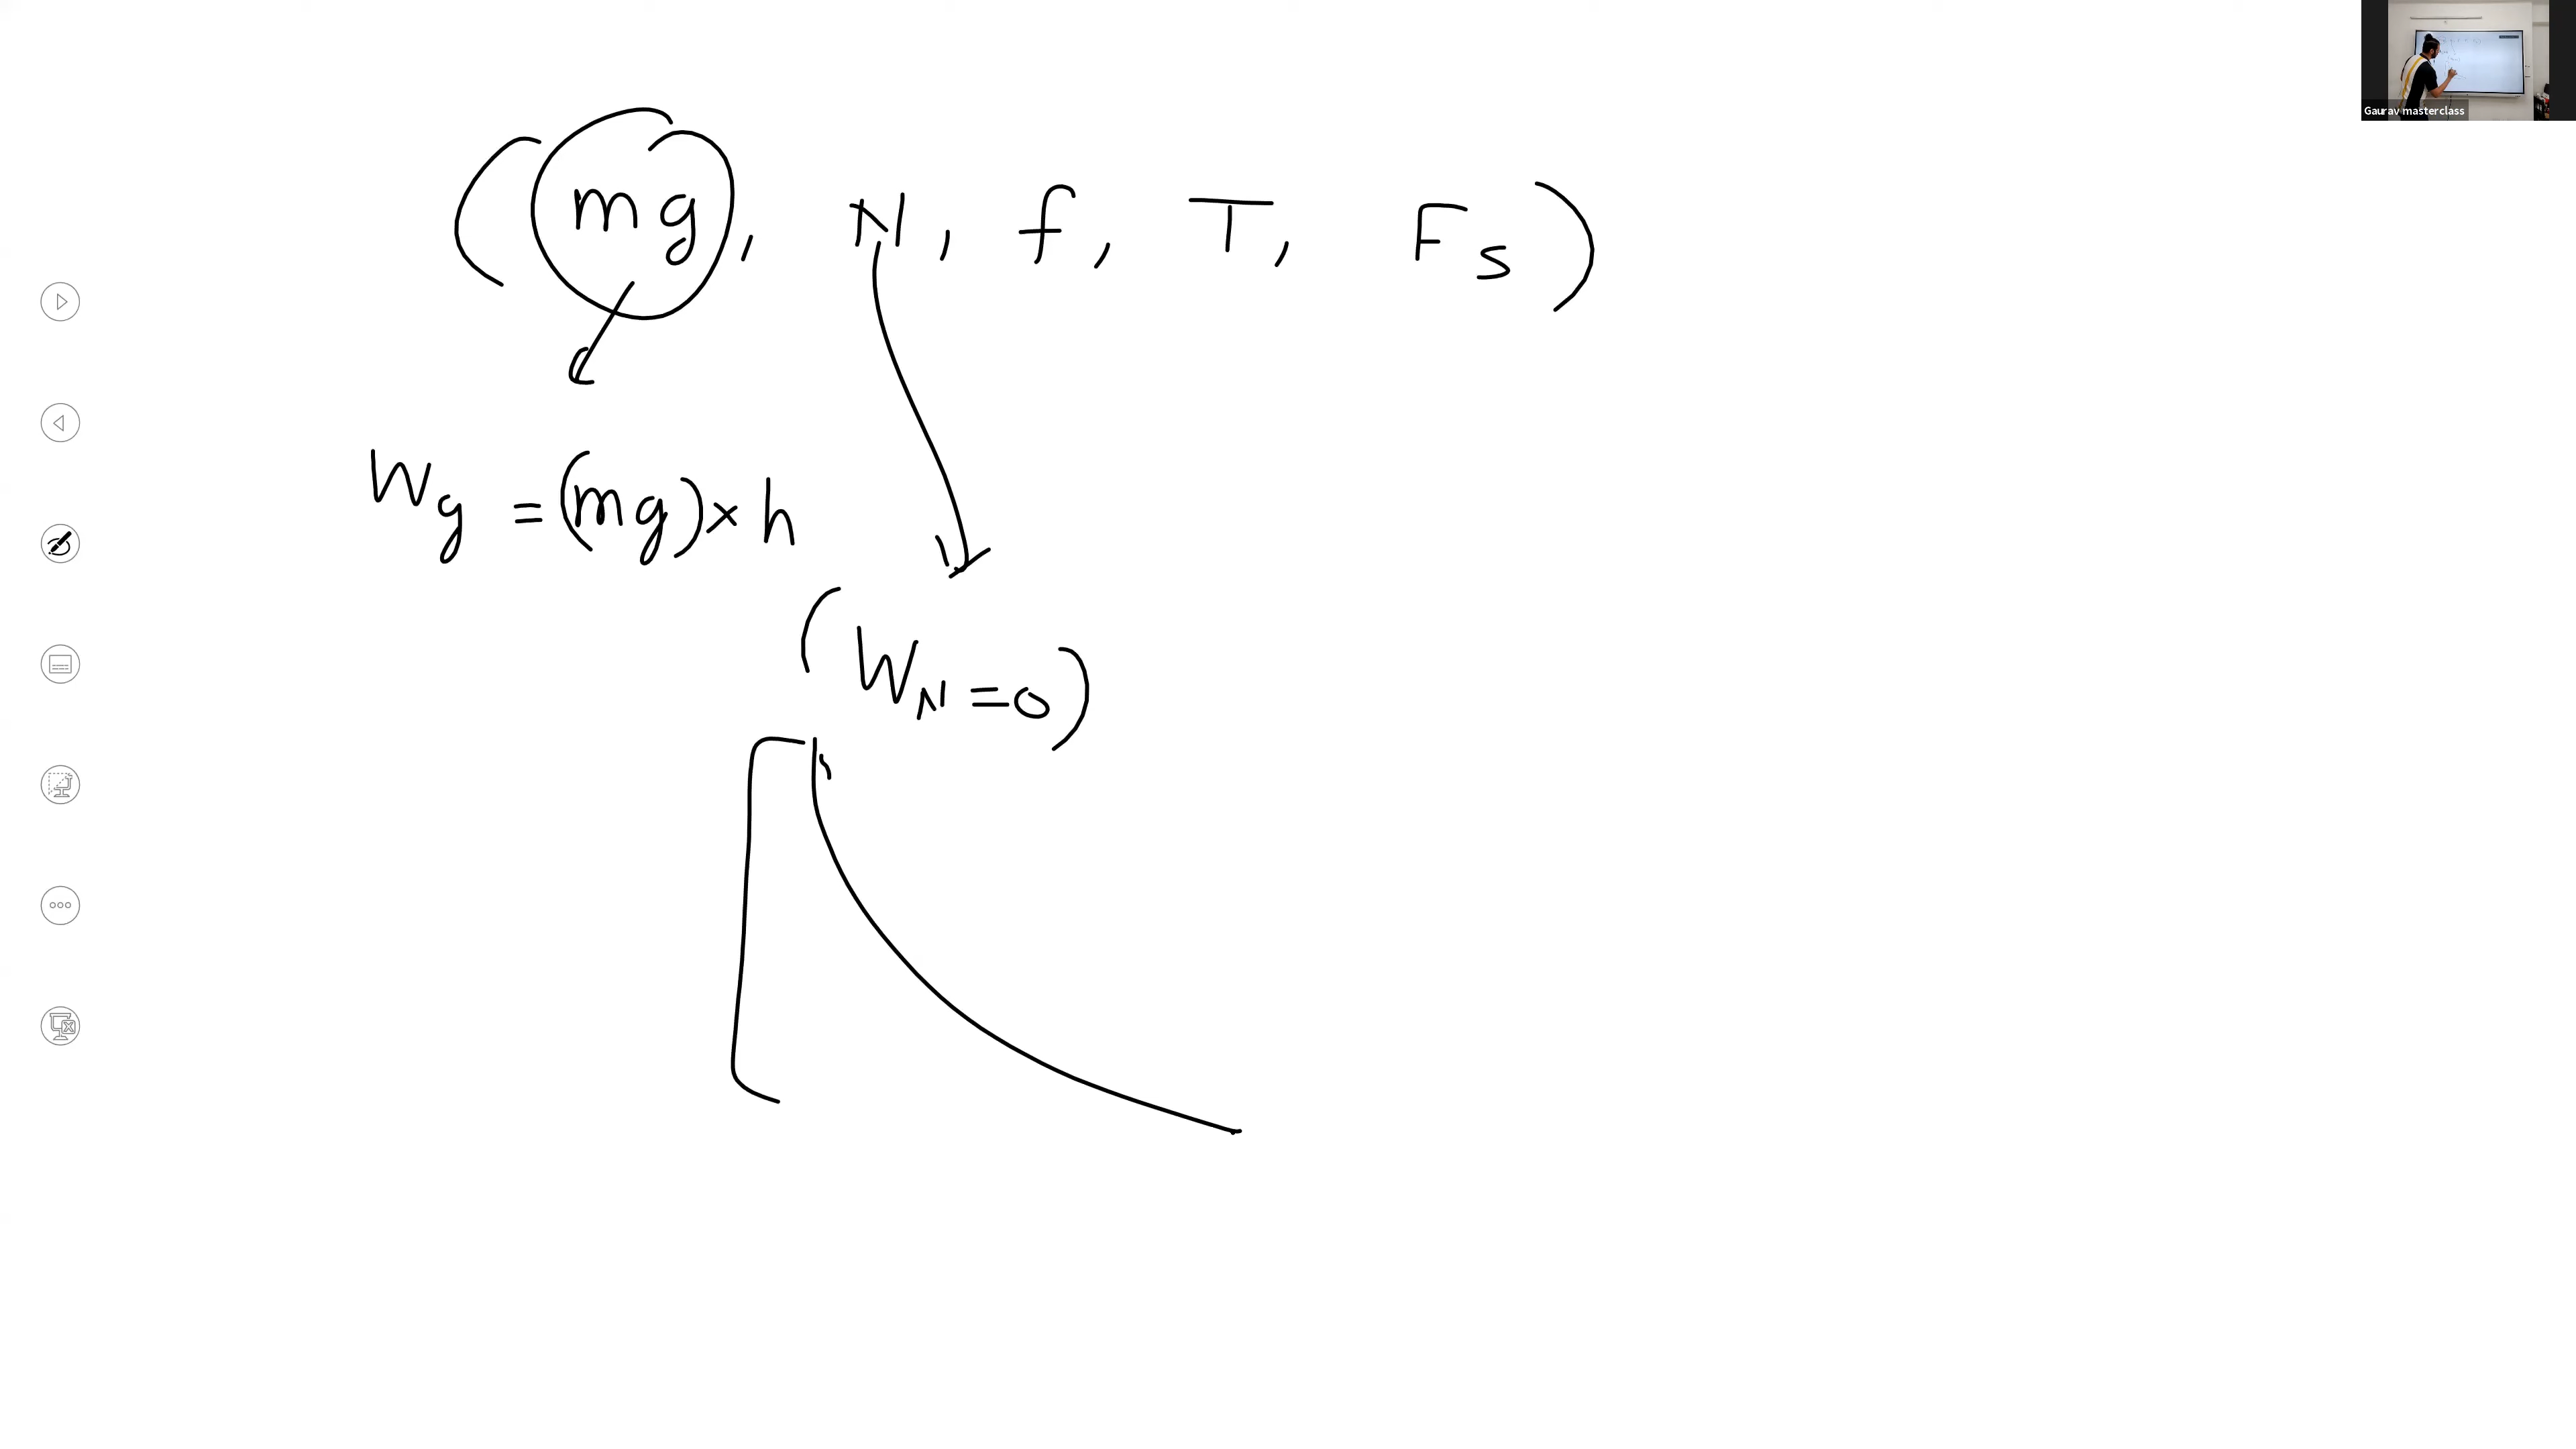 Gaurav masterclass
(mg, N, f, T, Fs)
Wg = (mg) × h
(WN = 0)